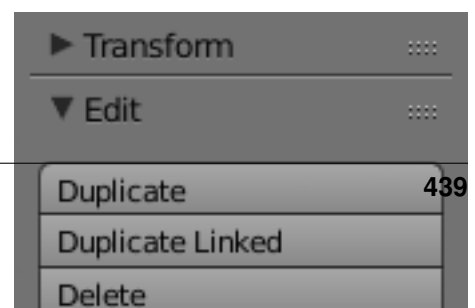 Transform
Edit
Duplicate
439
Duplicate Linked
Delete